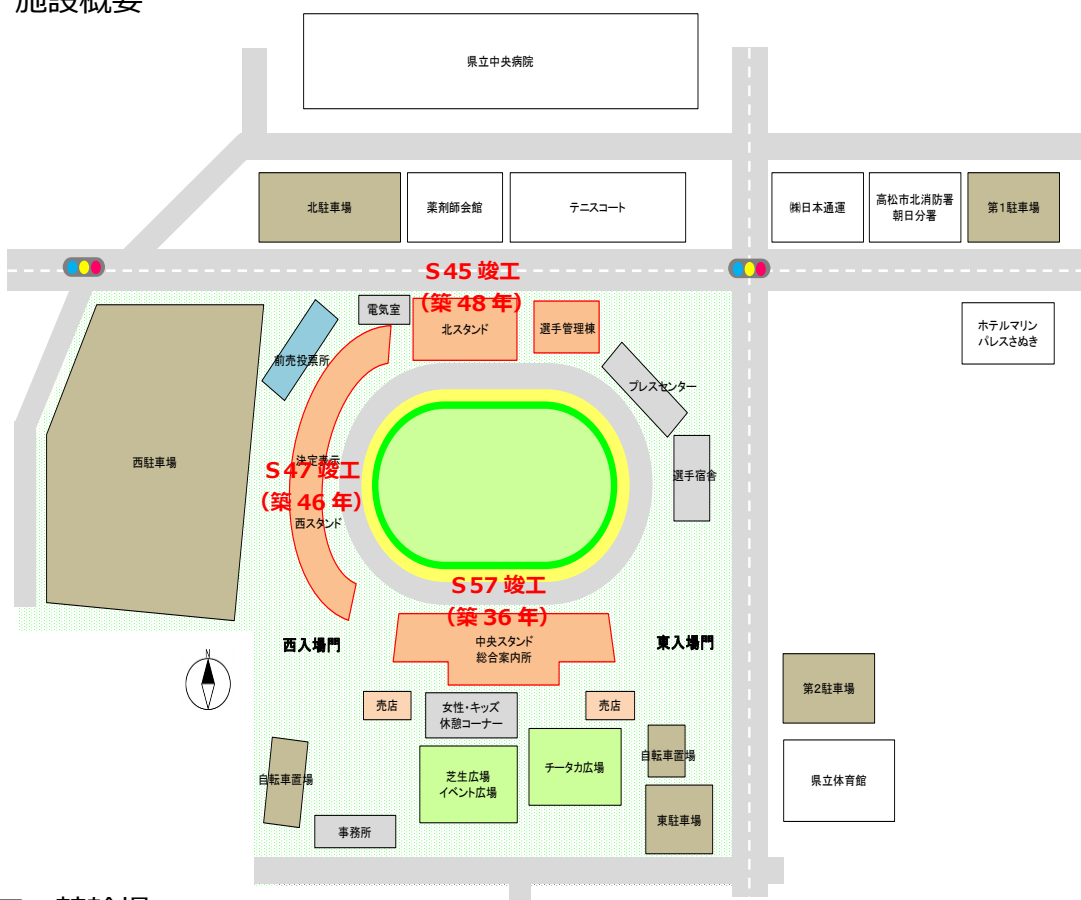 施設概要
県立中央病院
北駐車場
薬剤師会館
テニスコート
㈱日本通運
高松市北消防署
朝日分署
第1駐車場
S45 竣工
(築 48 年)
電気室
北スタンド
選手管理棟
ホテルマリン
パレスさぬき
前売投票所
プレスセンター
西駐車場
決定表示
S47 竣工
(築 46 年)
西スタンド
選手宿舎
S57 竣工
(築 36 年)
中央スタンド
総合案内所
西入場門
東入場門
N
第2駐車場
売店
女性・キッズ
休憩コーナー
売店
自転車置場
芝生広場
イベント広場
チータカ広場
自転車置場
県立体育館
事務所
東駐車場